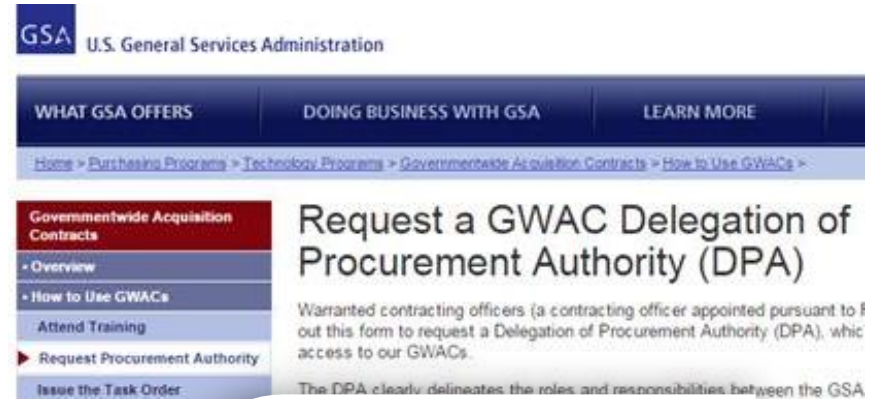 GSA
U.S. General Services Administration
WHAT GSA OFFERS
DOING BUSINESS WITH GSA
LEARN MORE
Home > Purchasing Programs > Technology Programs > Governmentwide Acquisition Contracts > How to Use GWACs >
Governmentwide Acquisition
Contracts
• Overview
• How to Use GWACs
Attend Training
Request Procurement Authority
Issue the Task Order
Request a GWAC Delegation of
Procurement Authority (DPA)
Warranted contracting officers (a contracting officer appointed pursuant to
out this form to request a Delegation of Procurement Authority (DPA),
access to our GWACs.
The DPA clearly delineates the roles and responsibilities between the GSA